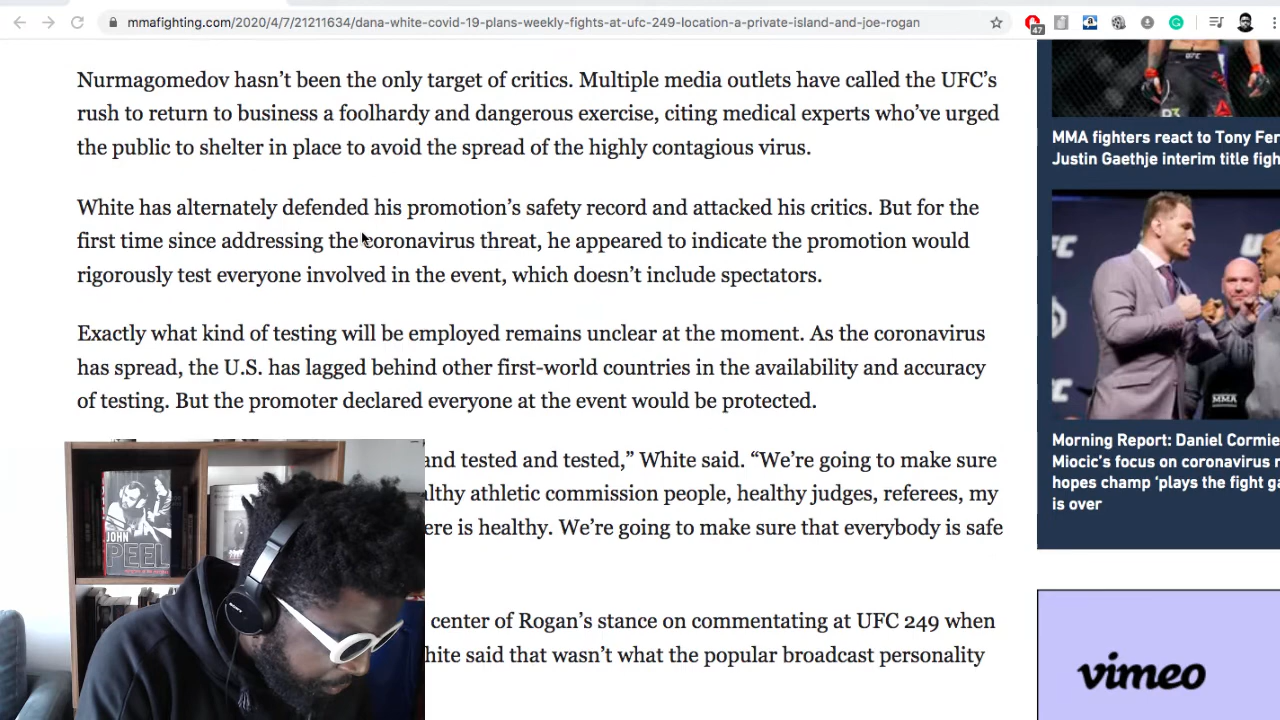 mmafighting.com/2020/4/7/21211634/dana-white-covid-19-plans-weekly-fights-at-ufc-249-location-a-private-island-and-joe-rogan
47
Nurmagomedov hasn’t been the only target of critics. Multiple media outlets have called the UFC’s
rush to return to business a foolhardy and dangerous exercise, citing medical experts who’ve urged
the public to shelter in place to avoid the spread of the highly contagious virus.
White has alternately defended his promotion’s safety record and attacked his critics. But for the
first time since addressing the coronavirus threat, he appeared to indicate the promotion would
rigorously test everyone involved in the event, which doesn’t include spectators.
Exactly what kind of testing will be employed remains unclear at the moment. As the coronavirus
has spread, the U.S. has lagged behind other first-world countries in the availability and accuracy
of testing. But the promoter declared everyone at the event would be protected.
and tested and tested,” White said. “We’re going to make sure
lthy athletic commission people, healthy judges, referees, my
ere is healthy. We’re going to make sure that everybody is safe
center of Rogan’s stance on commentating at UFC 249 when
hite said that wasn’t what the popular broadcast personality
MMA fighters react to Tony Fer
Justin Gaethje interim title figh
MMA
Morning Report: Daniel Cormie
Miocic’s focus on coronavirus r
hopes champ ‘plays the fight ga
is over
vimeo
JOHN
PEEL
SONY